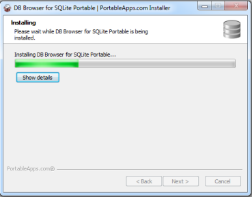 DB Browser for SQLite Portable | PortableApps.com Installer
Installing
Please wait while DB Browser for SQLite Portable is being
installed.
Installing DB Browser for SQLite Portable...
Show details
PortableApps.com®
< Back
Next >
Cancel